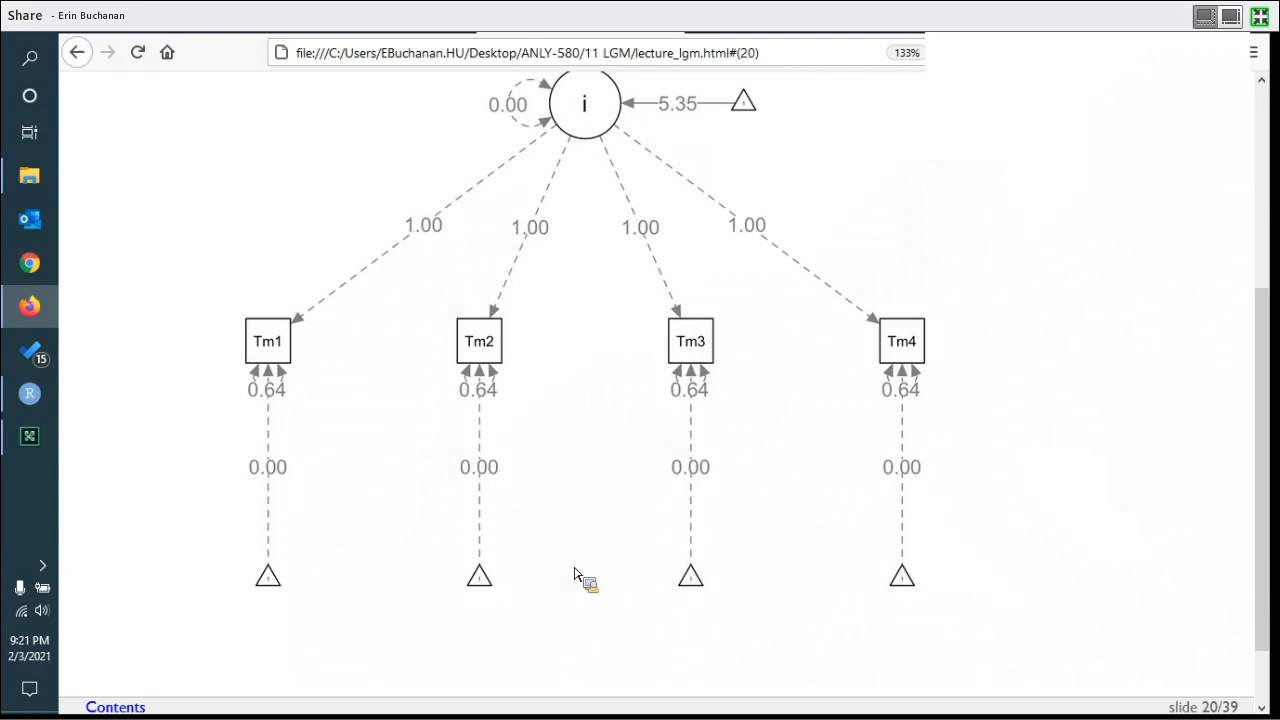 Share - Erin Buchanan
file:///C:/Users/EBuchanan.HU/Desktop/ANLY-580/11 LGM/lecture_lgm.html#(20)
133%
0.00
i
5.35
1.00 1.00 1.00 1.00
Tm1 Tm2 Tm3 Tm4
0.64 0.64 0.64 0.64
15
R
0.00 0.00 0.00 0.00
9:21 PM
2/3/2021
Contents
slide 20/39